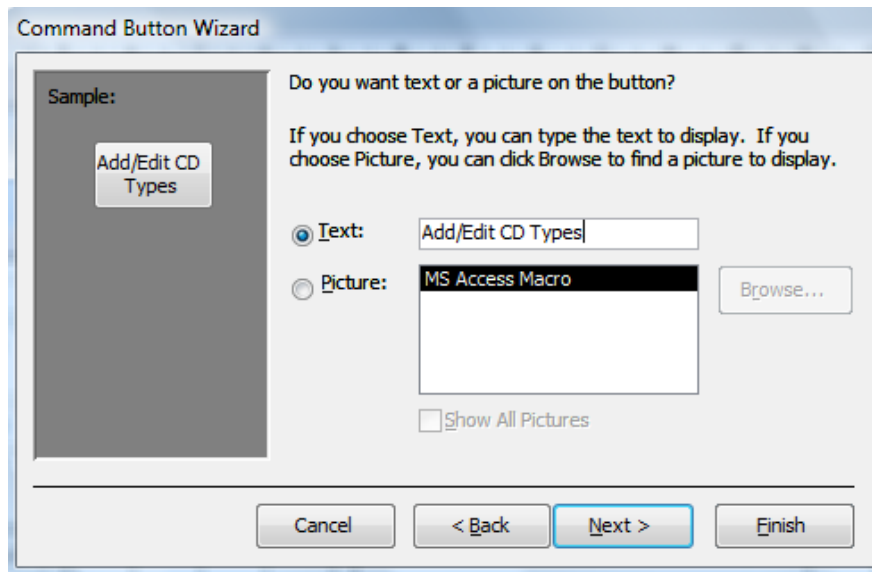 Command Button Wizard
Sample:
Add/Edit CD
Types
Do you want text or a picture on the button?
If you choose Text, you can type the text to display.  If you
choose Picture, you can click Browse to find a picture to display.
Text:
Add/Edit CD Types
Picture:
MS Access Macro
Browse...
Show All Pictures
Cancel
< Back
Next >
Finish